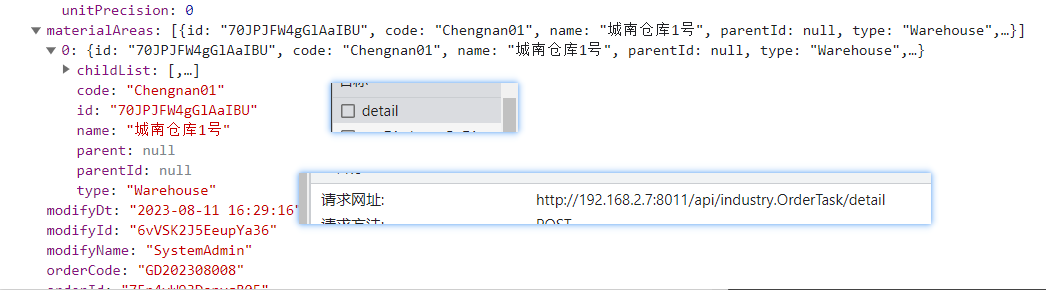 unitPrecision: 0
materialAreas: [{id: "70JPJFW4gGlAaIBU", code: "Chengnan01", name: "城南仓库1号", parentId: null, type: "Warehouse",…}]
0: {id: "70JPJFW4gGlAaIBU", code: "Chengnan01", name: "城南仓库1号", parentId: null, type: "Warehouse",…}
childList: [,…]
code: "Chengnan01"
detail
id: "70JPJFW4gGlAaIBU"
name: "城南仓库1号"
parent: null
parentId: null
type: "Warehouse"
请求网址: http://192.168.2.7:8011/api/industry.OrderTask/detail
modifyDt: "2023-08-11 16:29:16"
请求方法: POST
modifyId: "6vVSK2J5EeupYa36"
modifyName: "SystemAdmin"
orderCode: "GD202308008"